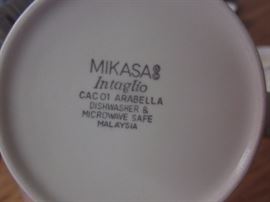 MIKASA
Intaglio
CAC01 ARABELLA
DISHWASHER &
MICROWAVE SAFE
MALAYSIA